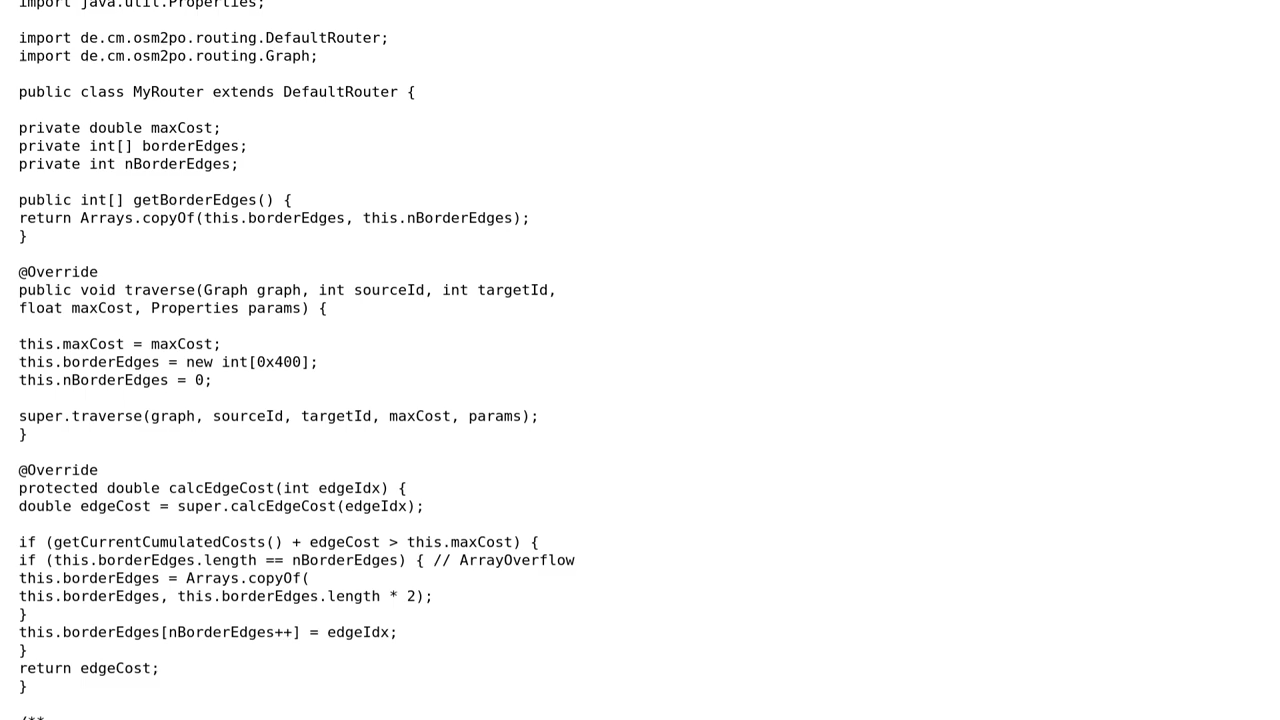 import java.util.Properties;
import de.cm.osm2po.routing.DefaultRouter;
import de.cm.osm2po.routing.Graph;
public class MyRouter extends DefaultRouter {
private double maxCost;
private int[] borderEdges;
private int nBorderEdges;
public int[] getBorderEdges() {
return Arrays.copyOf(this.borderEdges, this.nBorderEdges);
}
@Override
public void traverse(Graph graph, int sourceId, int targetId,
float maxCost, Properties params) {
this.maxCost = maxCost;
this.borderEdges = new int[0x400];
this.nBorderEdges = 0;
super.traverse(graph, sourceId, targetId, maxCost, params);
}
@Override
protected double calcEdgeCost(int edgeIdx) {
double edgeCost = super.calcEdgeCost(edgeIdx);
if (getCurrentCumulatedCosts() + edgeCost > this.maxCost) {
if (this.borderEdges.length == nBorderEdges) { // ArrayOverflow
this.borderEdges = Arrays.copyOf(
this.borderEdges, this.borderEdges.length * 2);
}
this.borderEdges[nBorderEdges++] = edgeIdx;
}
return edgeCost;
}
/**